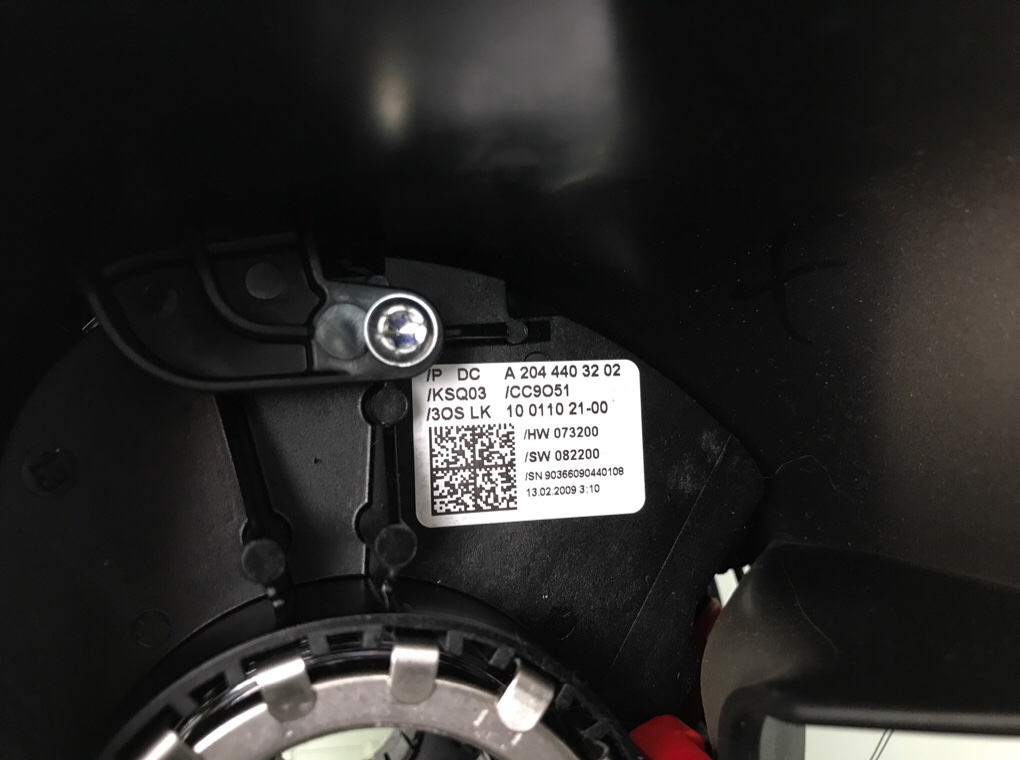 /P DC A 204 440 32 02
/KSQ03 /CC9O51
/3OS LK 10 0110 21-00
/HW 073200
/SW 082200
/SN 90366090440108
13.02.2009 3:10